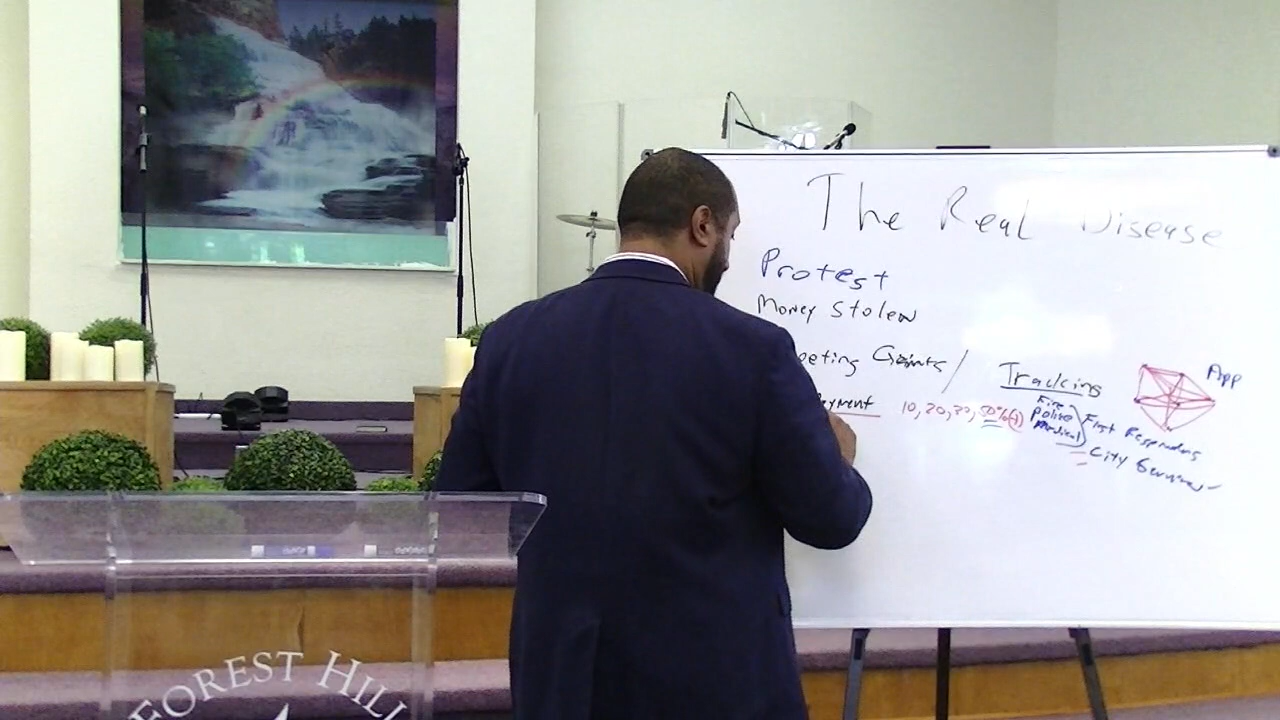 The Real Disease
Protest
Money Stolen
Tracking
App
10, 20, 30, 50%
Fire
Police
Medical
First Responders
City
FOREST HILL